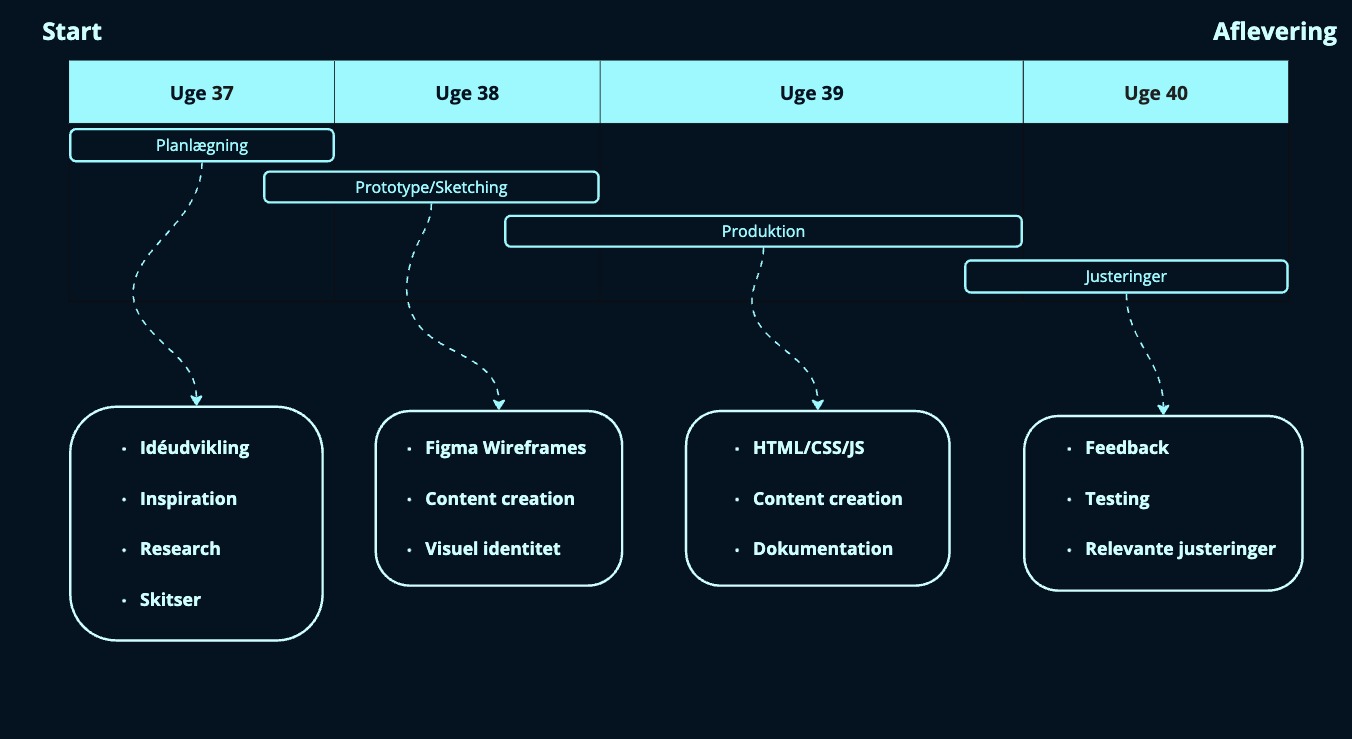 Start
Aflevering
Uge 37
Uge 38
Uge 39
Uge 40
Planlægning
Prototype/Sketching
Produktion
Justeringer
· Idéudvikling
· Inspiration
· Research
· Skitser
· Figma Wireframes
· Content creation
· Visuel identitet
· HTML/CSS/JS
· Content creation
· Dokumentation
· Feedback
· Testing
· Relevante justeringer